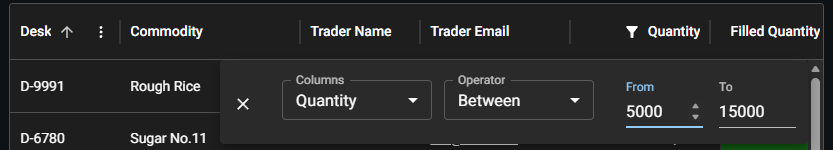 Desk Commodity Trader Name Trader Email Quantity Filled Quantity
D-9991 Rough Rice
Columns Operator From To
Quantity Between 5000 15000
D-6780 Sugar No.11